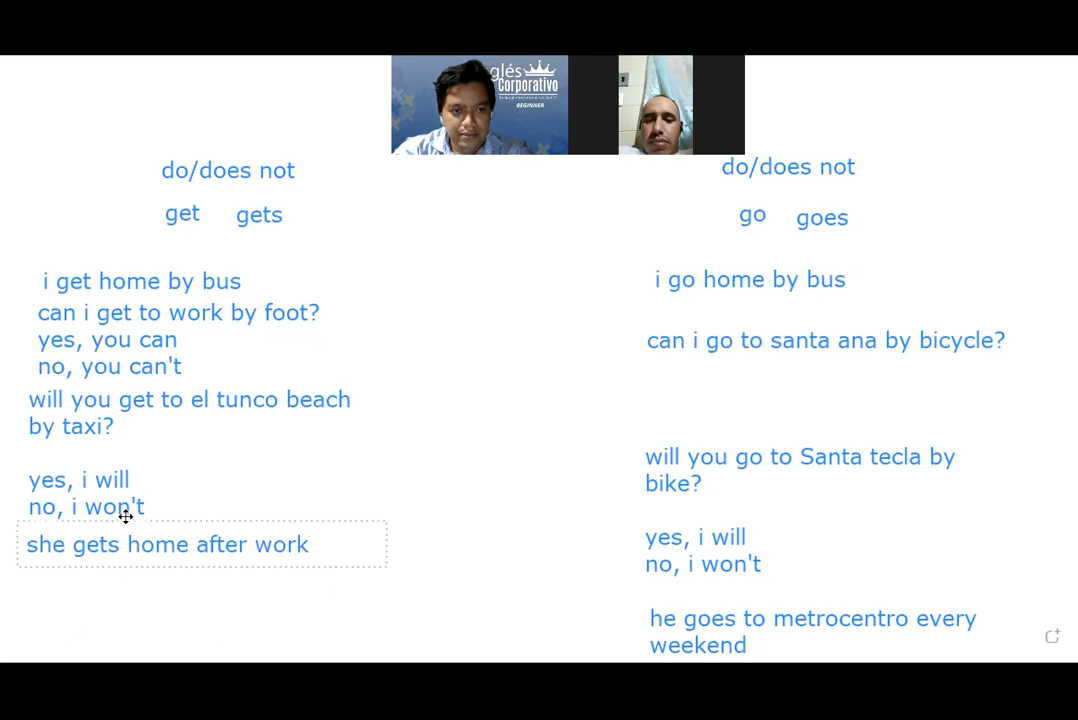 glés
Corporativo
BEGINNER
do/does not
get gets
i get home by bus
can i get to work by foot?
yes, you can
no, you can't
will you get to el tunco beach
by taxi?
yes, i will
no, i won't
she gets home after work
do/does not
go goes
i go home by bus
can i go to santa ana by bicycle?
will you go to Santa tecla by
bike?
yes, i will
no, i won't
he goes to metrocentro every
weekend